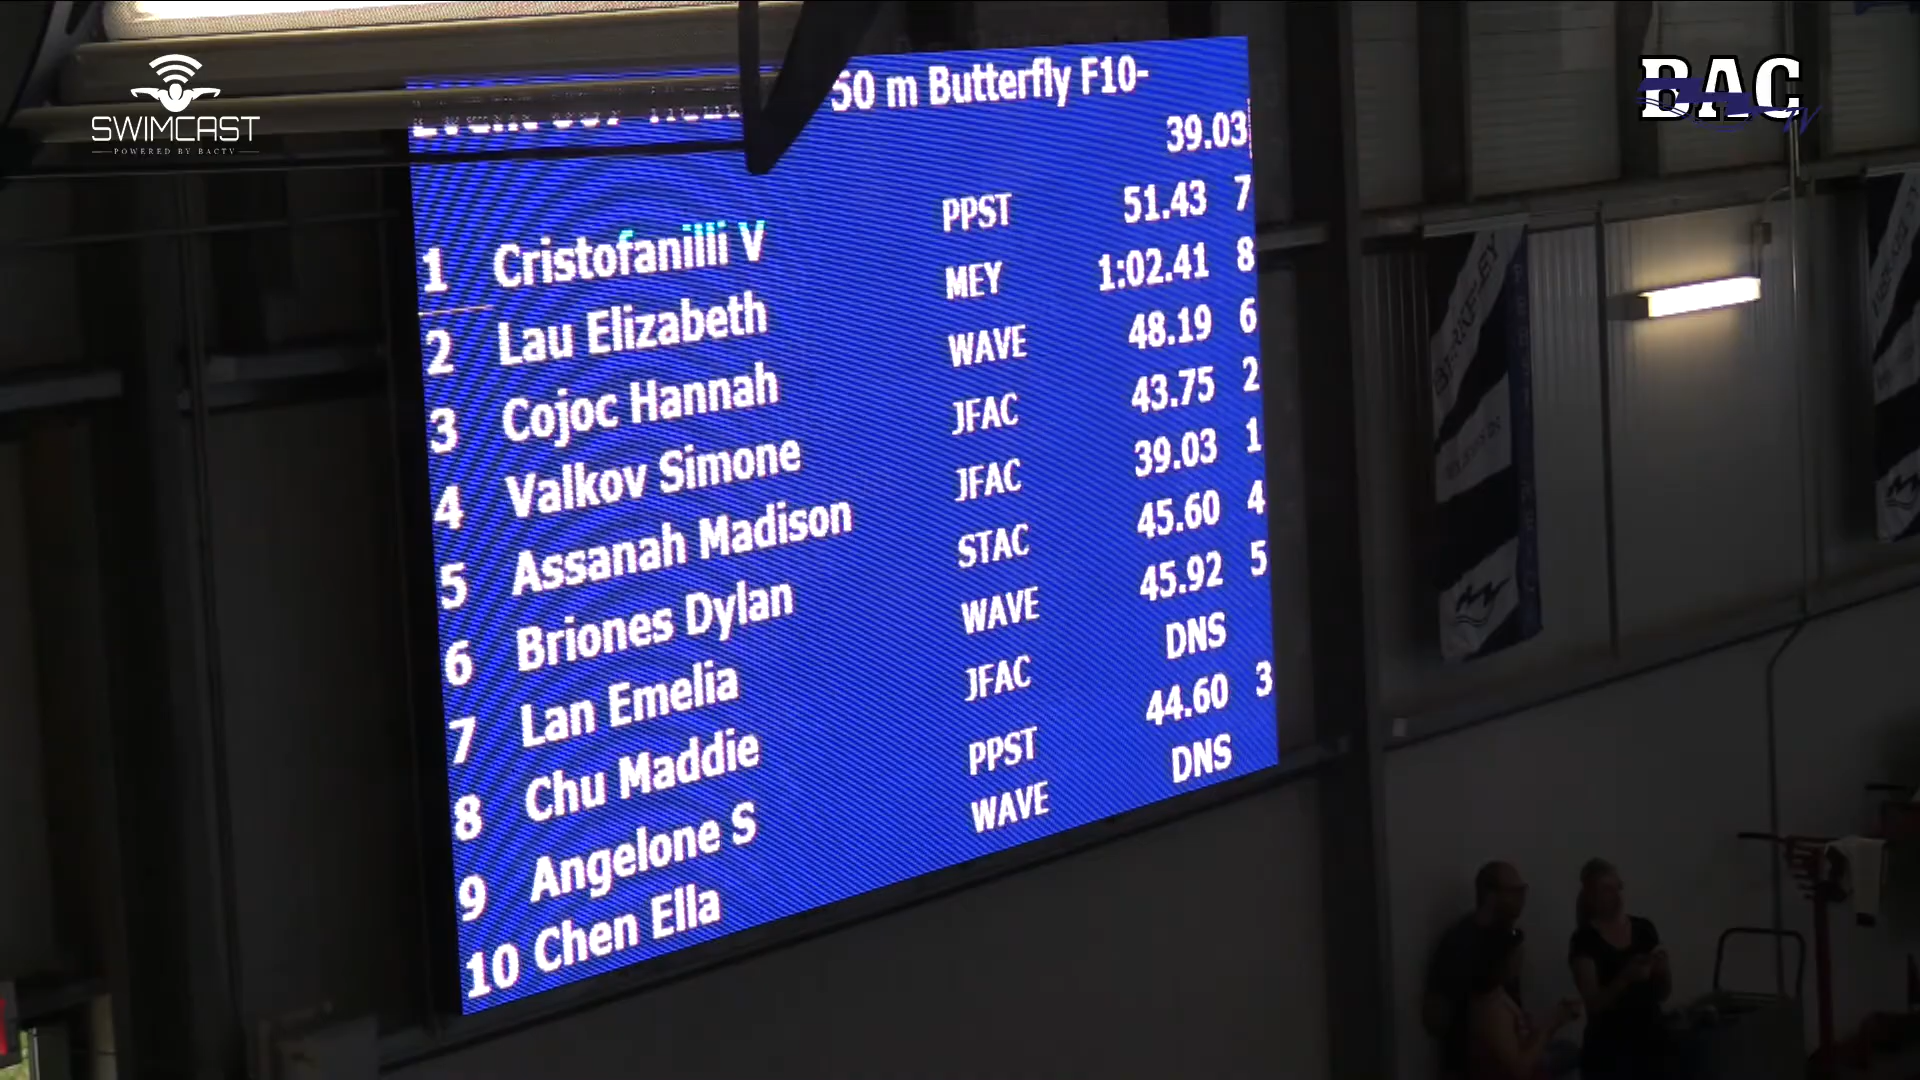 SWIMCAST
POWERED BY BACTV
BAC
50 m Butterfly F10-
39.03
1 Cristofanilli V PPST 51.43 7
2 Lau Elizabeth MEY 1:02.41 8
3 Cojoc Hannah WAVE 48.19 6
4 Valkov Simone JFAC 43.75 2
5 Assanah Madison JFAC 39.03 1
6 Briones Dylan STAC 45.60 4
7 Lan Emelia WAVE 45.92 5
8 Chu Maddie JFAC DNS
9 Angelone S PPST 44.60 3
10 Chen Ella WAVE DNS